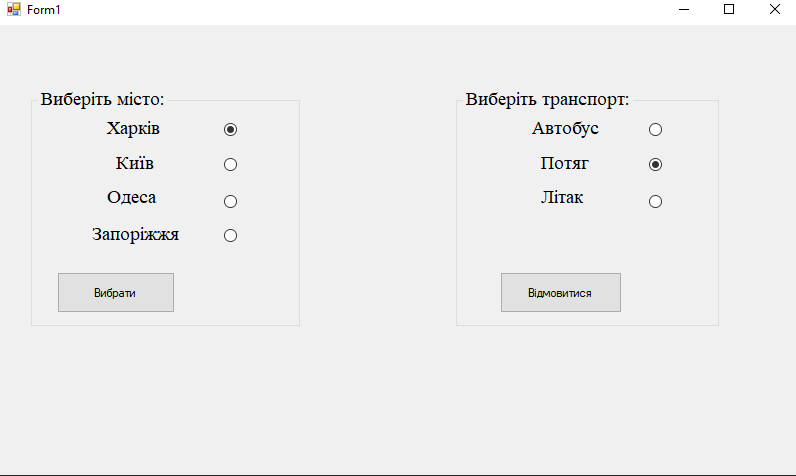 Form1
Виберіть місто:
Харків
Київ
Одеса
Запоріжжя
Вибрати
Виберіть транспорт:
Автобус
Потяг
Літак
Відмовитися